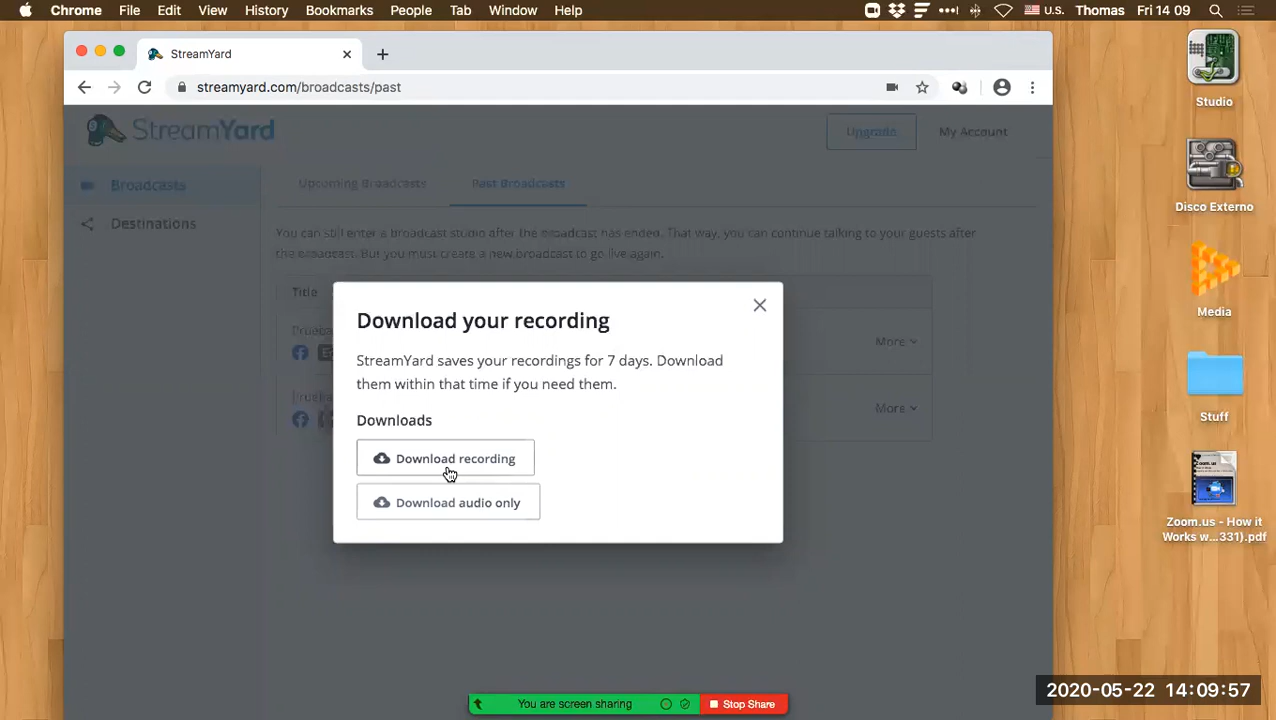 Chrome File Edit View History Bookmarks People Tab Window Help U.S. Thomas Fri 14 09
StreamYard
streamyard.com/broadcasts/past
StreamYard
Upgrade
My Account
Broadcasts
Destinations
Upcoming Broadcasts
Past Broadcasts
You can still enter a broadcast studio after the broadcast has ended. That way, you can continue talking to your guests after
the broadcast. But you must create a new broadcast to go live again.
Title
More
More
Download your recording
StreamYard saves your recordings for 7 days. Download
them within that time if you need them.
Downloads
Download recording
Download audio only
Studio
Disco Externo
Media
Stuff
Zoom.us - How it
Works w...331).pdf
You are screen sharing
Stop Share
2020-05-22 14:09:57